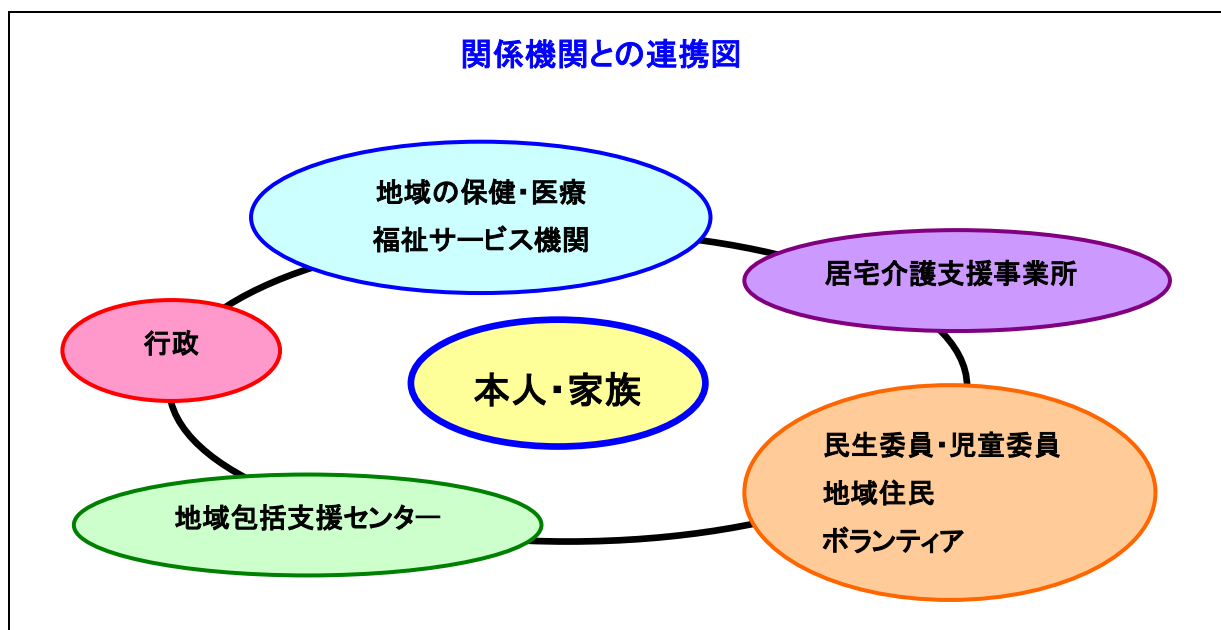 関係機関との連携図
地域の保健・医療
福祉サービス機関
居宅介護支援事業所
行政
本人・家族
民生委員・児童委員
地域住民
ボランティア
地域包括支援センター